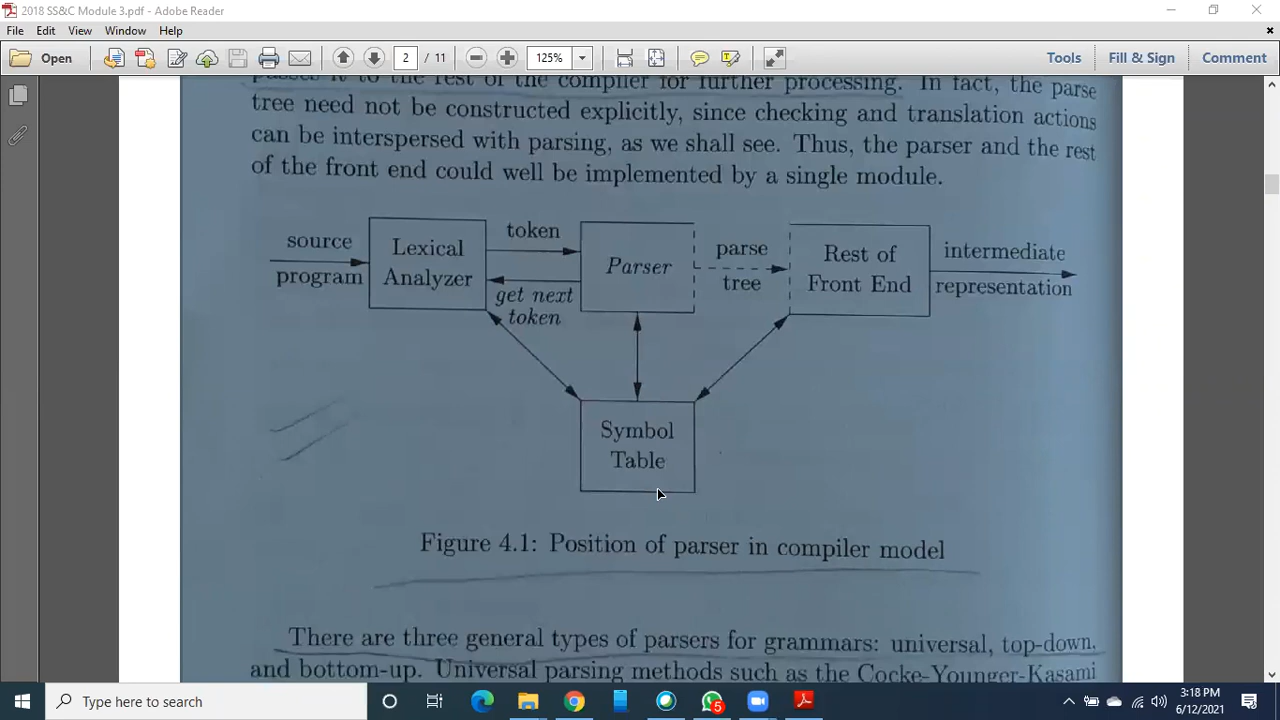 2018 SS&C Module 3.pdf - Adobe Reader
File Edit View Window Help
Open 2 / 11 125% Tools Fill & Sign Comment
passes it to the rest of the compiler for further processing. In fact, the parse
tree need not be constructed explicitly, since checking and translation actions
can be interspersed with parsing, as we shall see. Thus, the parser and the rest
of the front end could well be implemented by a single module.
source
program
Lexical
Analyzer
token
get next
token
Parser
parse
tree
Rest of
Front End
intermediate
representation
Symbol
Table
Figure 4.1: Position of parser in compiler model
There are three general types of parsers for grammars: universal, top-down,
and bottom-up. Universal parsing methods such as the Cocke-Younger-Kasami
Type here to search
5
3:18 PM
6/12/2021